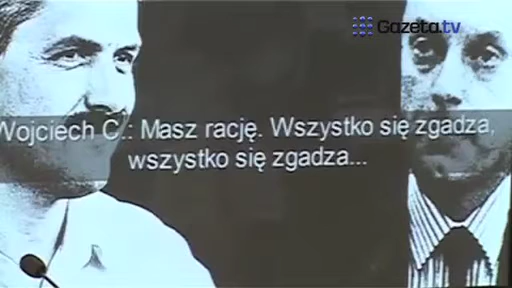 Gazeta.tv
Wojciech C.: Masz rację. Wszystko się zgadza,
wszystko się zgadza...